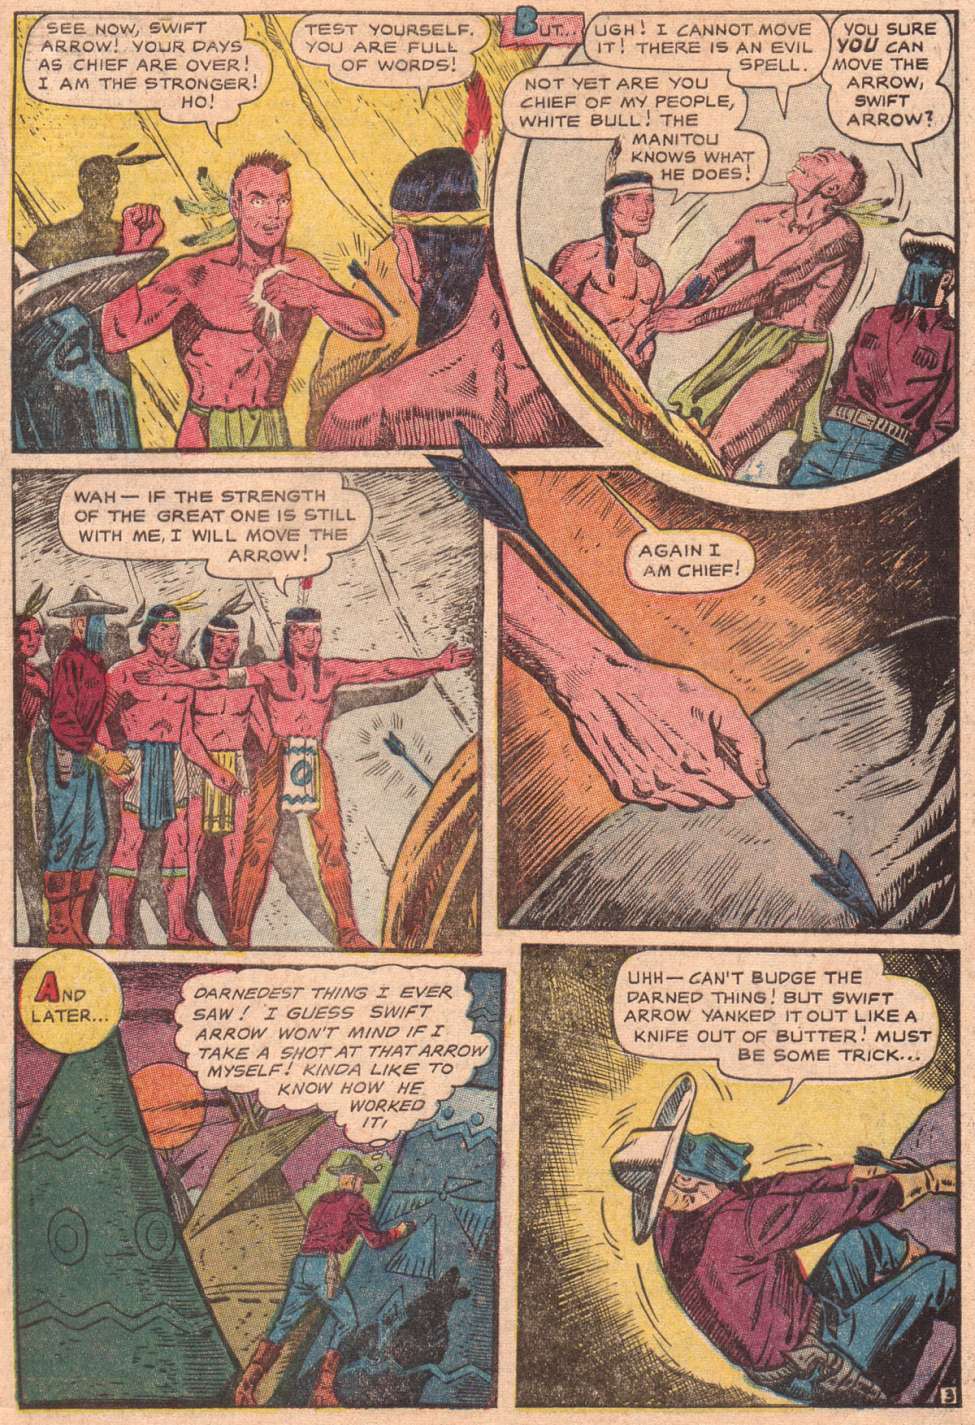 SEE NOW, SWIFT
ARROW! YOUR DAYS
AS CHIEF ARE OVER!
I AM THE STRONGER!
HO!
TEST YOURSELF.
YOU ARE FULL
OF WORDS!
BUT...
UGH! I CANNOT MOVE
IT! THERE IS AN EVIL
SPELL.
NOT YET ARE YOU
CHIEF OF MY PEOPLE,
WHITE BULL! THE
MANITOU
KNOWS WHAT
HE DOES!
YOU SURE
YOU CAN
MOVE THE
ARROW,
SWIFT
ARROW?
WAH — IF THE STRENGTH
OF THE GREAT ONE IS STILL
WITH ME, I WILL MOVE THE
ARROW!
AGAIN I
AM CHIEF!
AND
LATER...
DARNEDEST THING I EVER
SAW! I GUESS SWIFT
ARROW WON'T MIND IF I
TAKE A SHOT AT THAT ARROW
MYSELF! KINDA LIKE TO
KNOW HOW HE
WORKED
IT!
UHH — CAN'T BUDGE THE
DARNED THING! BUT SWIFT
ARROW YANKED IT OUT LIKE A
KNIFE OUT OF BUTTER! MUST
BE SOME TRICK...
3